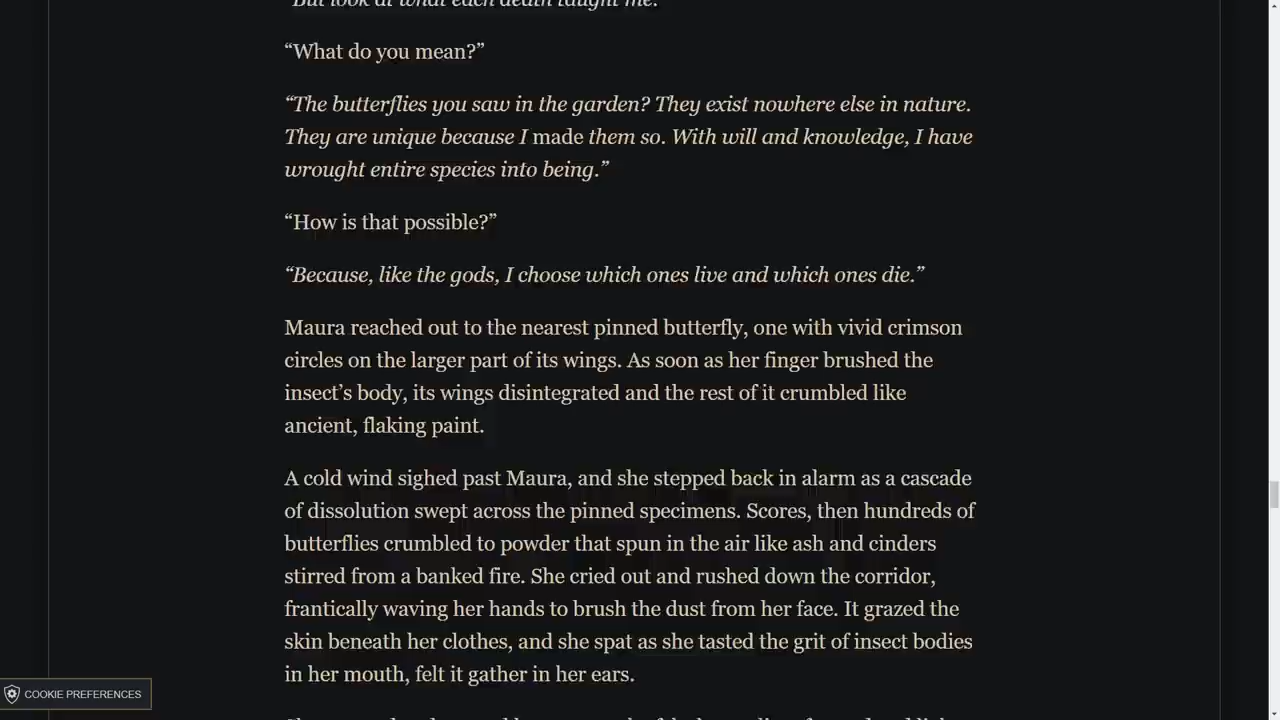 “But look at what each death taught me.
“What do you mean?”
“The butterflies you saw in the garden? They exist nowhere else in nature.
They are unique because I made them so. With will and knowledge, I have
wrought entire species into being.”
“How is that possible?”
“Because, like the gods, I choose which ones live and which ones die.”
Maura reached out to the nearest pinned butterfly, one with vivid crimson
circles on the larger part of its wings. As soon as her finger brushed the
insect’s body, its wings disintegrated and the rest of it crumbled like
ancient, flaking paint.
A cold wind sighed past Maura, and she stepped back in alarm as a cascade
of dissolution swept across the pinned specimens. Scores, then hundreds of
butterflies crumbled to powder that spun in the air like ash and cinders
stirred from a banked fire. She cried out and rushed down the corridor,
frantically waving her hands to brush the dust from her face. It grazed the
skin beneath her clothes, and she spat as she tasted the grit of insect bodies
in her mouth, felt it gather in her ears.
COOKIE PREFERENCES